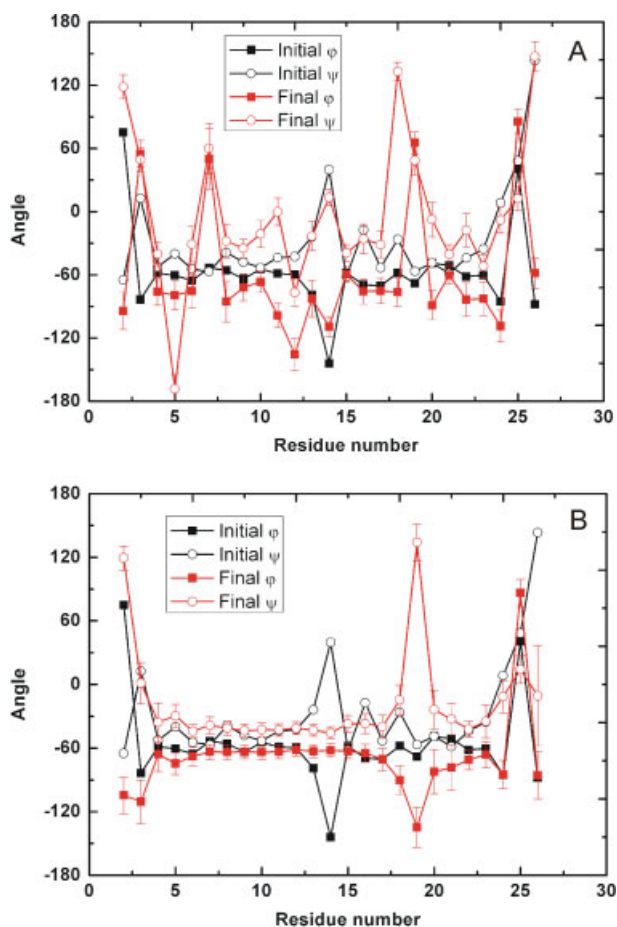 A
Initial φ
Initial ψ
Final φ
Final ψ
180
120
60
0
-60
-120
-180
Angle
0 5 10 15 20 25 30
Residue number
B
Initial φ
Initial ψ
Final φ
Final ψ
180
120
60
0
-60
-120
-180
Angle
0 5 10 15 20 25 30
Residue number